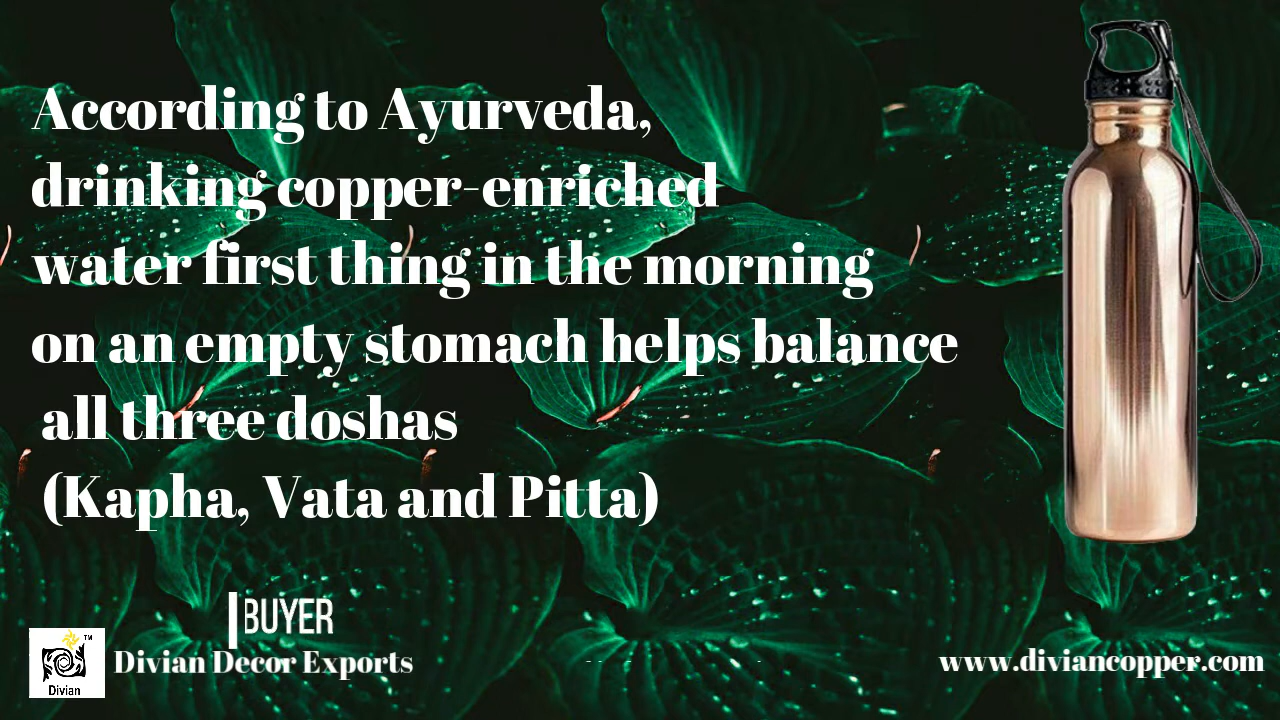 According to Ayurveda,
drinking copper-enriched
water first thing in the morning
on an empty stomach helps balance
all three doshas
(Kapha, Vata and Pitta)
BUYER
TM
Divian
Divian Decor Exports
www.diviancopper.com